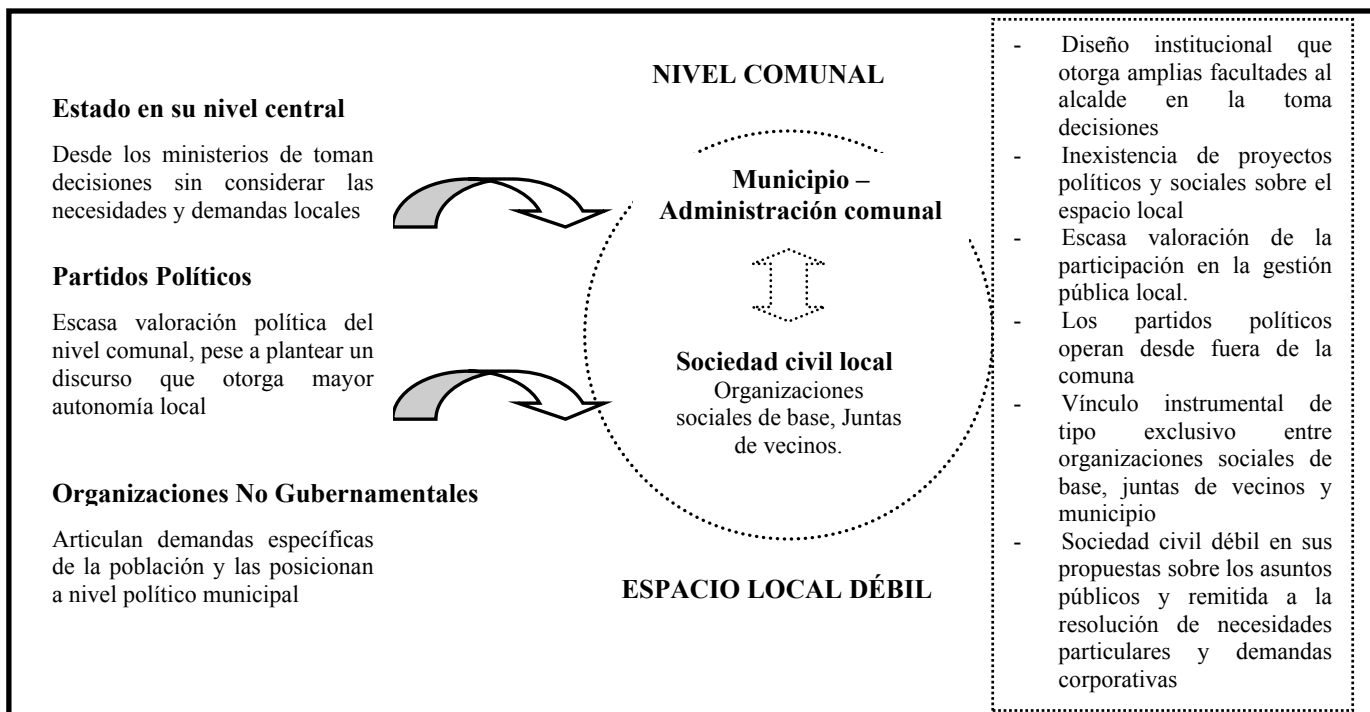 Estado en su nivel central
Desde los ministerios de toman
decisiones sin considerar las
necesidades y demandas locales
Partidos Políticos
Escasa valoración política del
nivel comunal, pese a plantear un
discurso que otorga mayor
autonomía local
Organizaciones No Gubernamentales
Articulan demandas específicas
de la población y las posicionan
a nivel político municipal
NIVEL COMUNAL
Municipio –
Administración comunal
Sociedad civil local
Organizaciones
sociales de base, Juntas
de vecinos.
ESPACIO LOCAL DÉBIL
- Diseño institucional que
otorga amplias facultades al
alcalde en la toma
decisiones
- Inexistencia de proyectos
políticos y sociales sobre el
espacio local
- Escasa valoración de la
participación en la gestión
pública local.
- Los partidos políticos
operan desde fuera de la
comuna
- Vínculo instrumental de
tipo exclusivo entre
organizaciones sociales de
base, juntas de vecinos y
municipio
- Sociedad civil débil en sus
propuestas sobre los asuntos
públicos y remitida a la
resolución de necesidades
particulares y demandas
corporativas